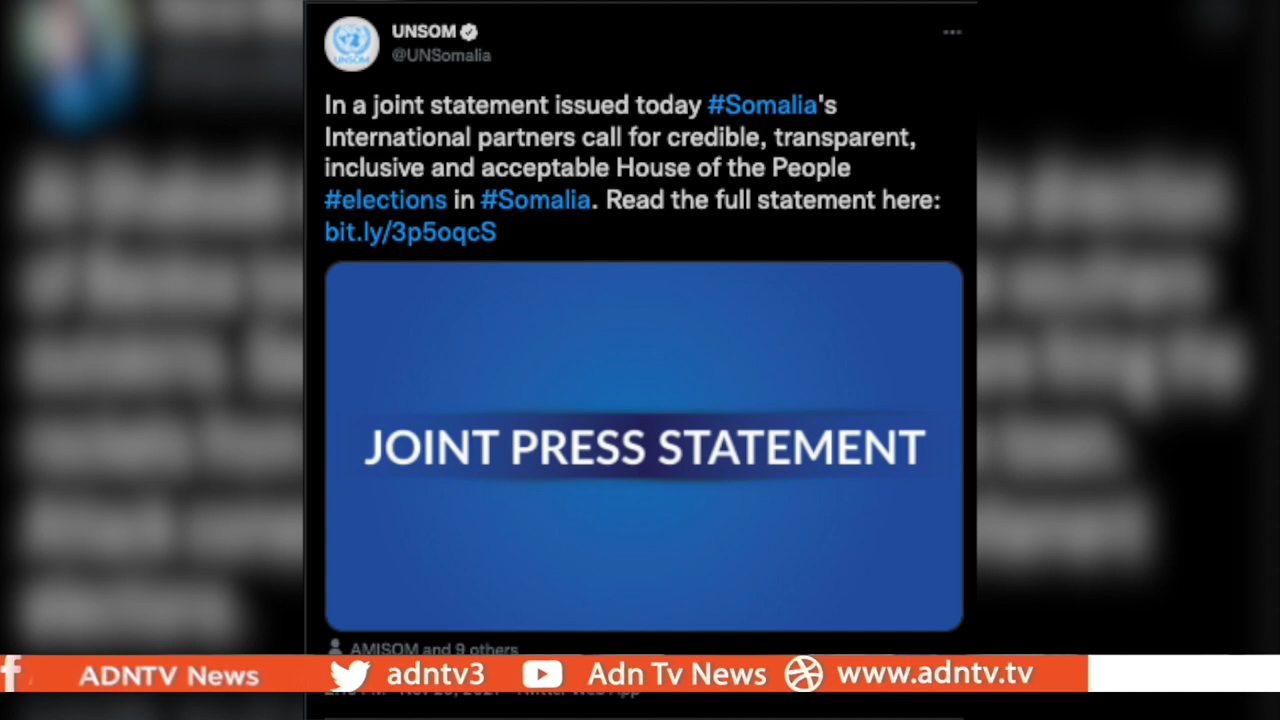 UNSOM
@UNSomalia
In a joint statement issued today #Somalia's
International partners call for credible, transparent,
inclusive and acceptable House of the People
#elections in #Somalia. Read the full statement here:
bit.ly/3p5oqcS
JOINT PRESS STATEMENT
AMISOM and 9 others
ADNTV News adntv3 Adn Tv News www.adntv.tv